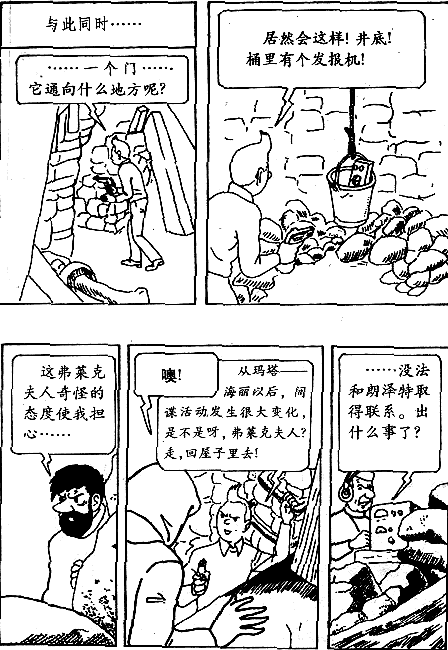 与此同时……
……一个门……
它通向什么地方呢?
居然会这样!井底!
桶里有个发报机!
这弗莱克
夫人奇怪的
态度使我担
心……
噢!
从玛塔——
海丽以后,间
谍活动发生很大变化,
是不是呀,弗莱克夫人?
走,回屋子里去!
……没法
和朗泽特取
得联系。出
什么事了?